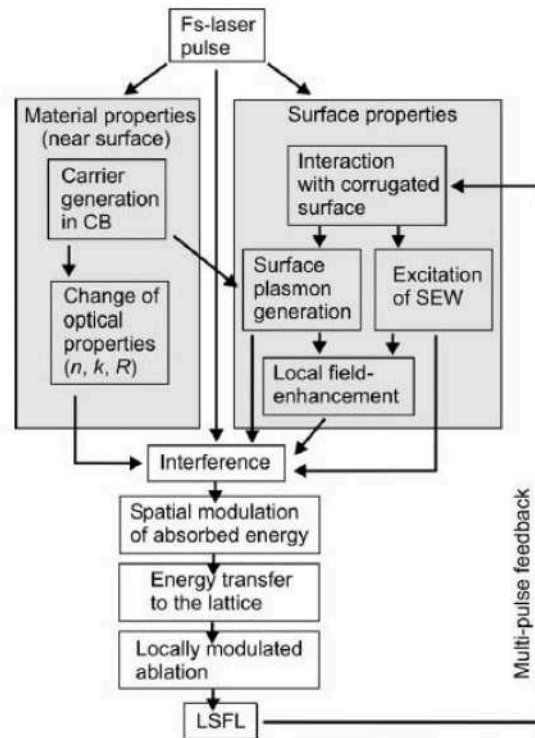 Fs-laser
pulse
Material properties
(near surface)
Carrier
generation
in CB
Change of
optical
properties
(n, k, R)
Surface properties
Interaction
with corrugated
surface
Surface
plasmon
generation
Excitation
of SEW
Local field-
enhancement
Interference
Spatial modulation
of absorbed energy
Energy transfer
to the lattice
Locally modulated
ablation
LSFL
Multi-pulse feedback